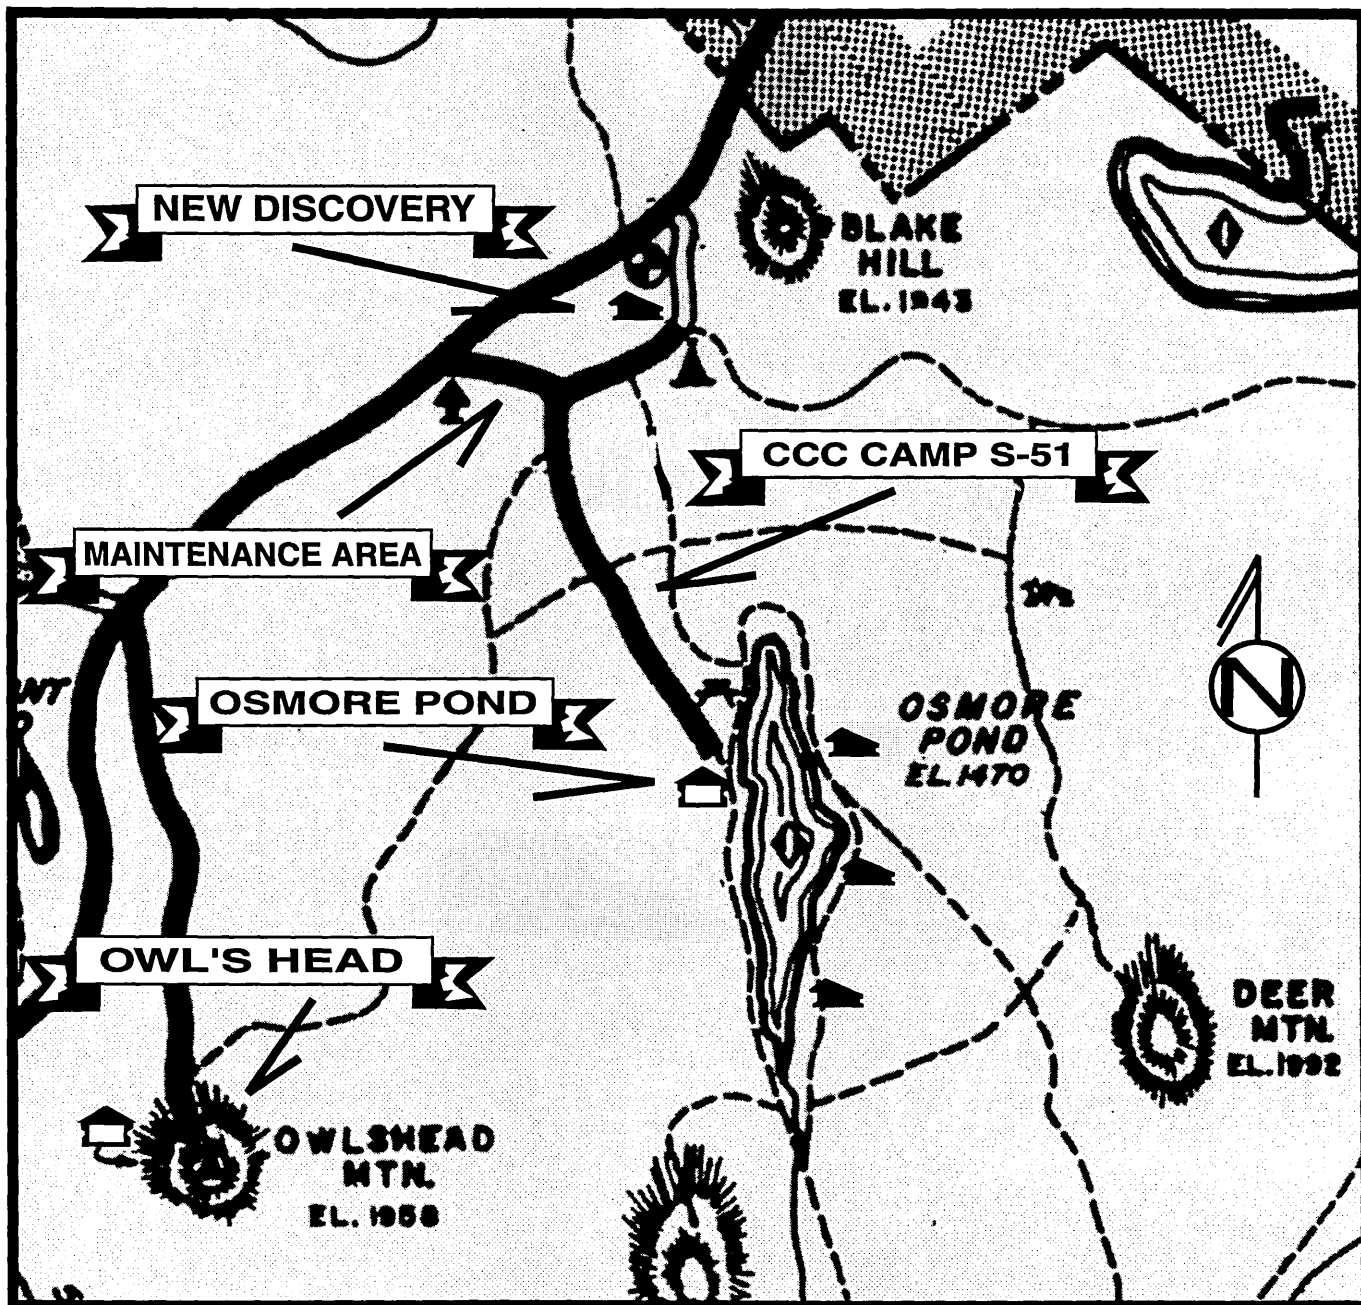 NEW DISCOVERY
BLAKE
HILL
EL. 1943
CCC CAMP S-51
MAINTENANCE AREA
N
NT
OSMORE POND
OSMORE
POND
EL. 1470
OWL'S HEAD
DEER
MTN.
EL. 1992
OWLSHEAD
MTN.
EL. 1958